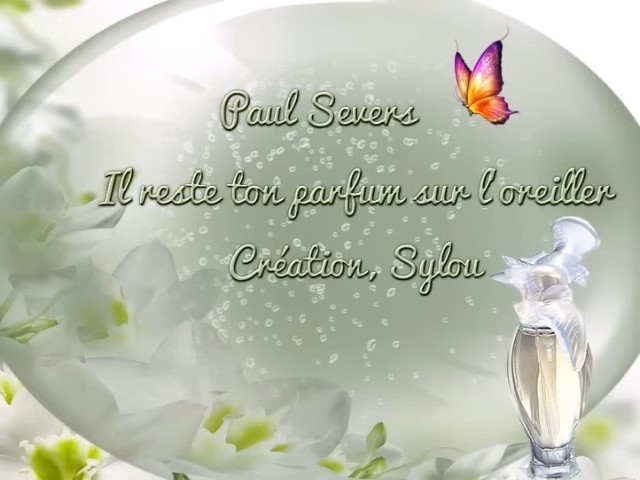 Paul Severs
Il reste ton parfum sur l'oreiller
Création, Sylou